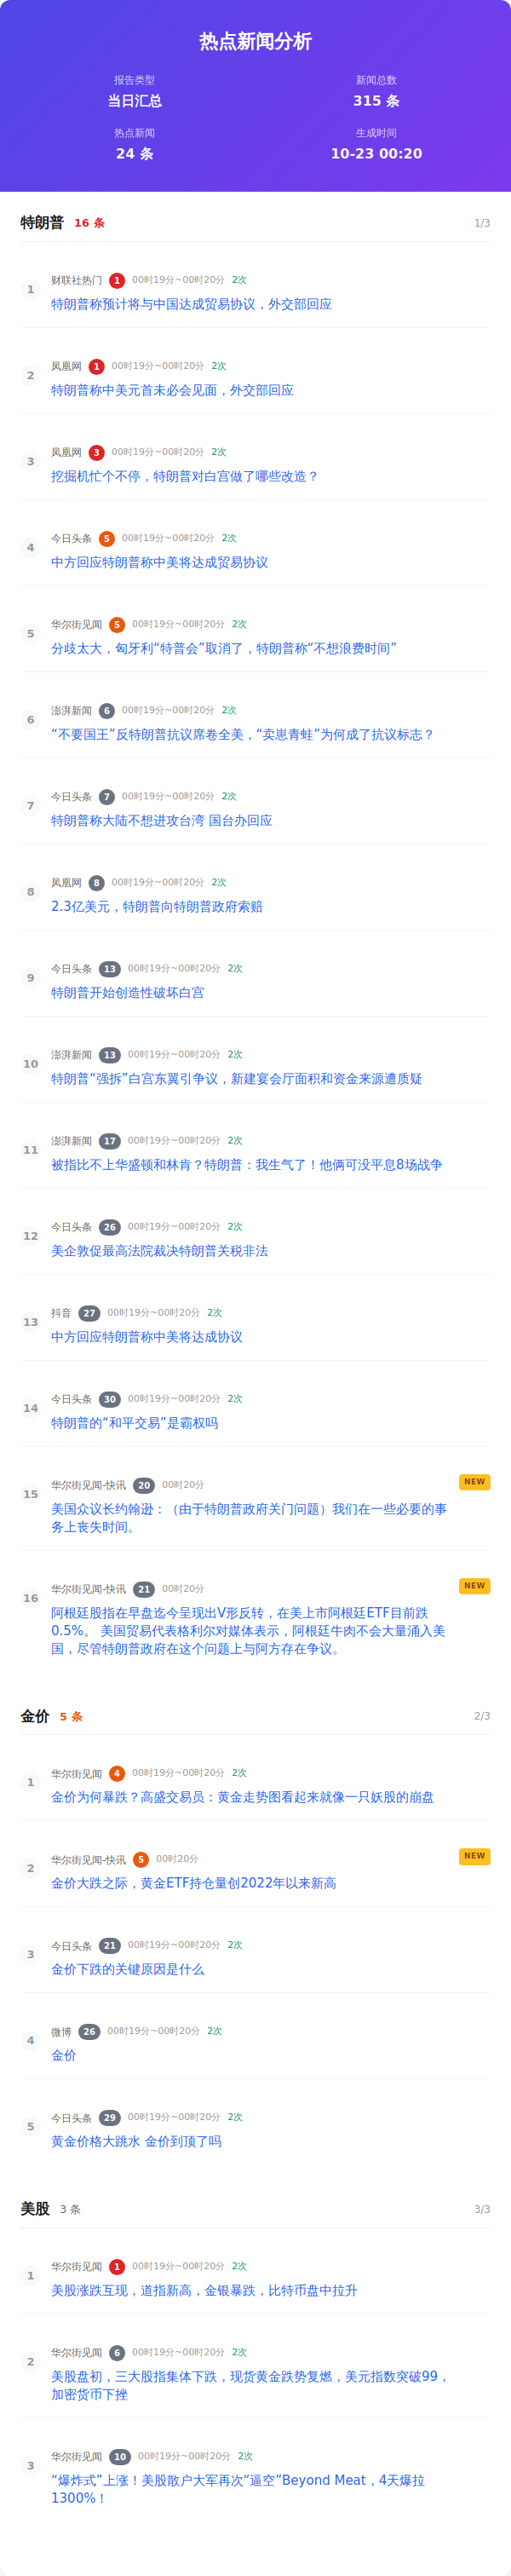 热点新闻分析
报告类型
新闻总数
当日汇总
315 条
热点新闻
生成时间
24 条
10-23 00:20
特朗普 16 条 1/3
1
财联社热门 1 00时19分~00时20分 2次
特朗普称预计将与中国达成贸易协议，外交部回应
2
凤凰网 1 00时19分~00时20分 2次
特朗普称中美元首未必会见面，外交部回应
3
凤凰网 3 00时19分~00时20分 2次
挖掘机忙个不停，特朗普对白宫做了哪些改造？
4
今日头条 5 00时19分~00时20分 2次
中方回应特朗普称中美将达成贸易协议
5
华尔街见闻 5 00时19分~00时20分 2次
分歧太大，匈牙利“特普会”取消了，特朗普称“不想浪费时间”
6
澎湃新闻 6 00时19分~00时20分 2次
“不要国王”反特朗普抗议席卷全美，“卖崽青蛙”为何成了抗议标志？
7
今日头条 7 00时19分~00时20分 2次
特朗普称大陆不想进攻台湾 国台办回应
8
凤凰网 8 00时19分~00时20分 2次
2.3亿美元，特朗普向特朗普政府索赔
9
今日头条 13 00时19分~00时20分 2次
特朗普开始创造性破坏白宫
10
澎湃新闻 13 00时19分~00时20分 2次
特朗普“强拆”白宫东翼引争议，新建宴会厅面积和资金来源遭质疑
11
澎湃新闻 17 00时19分~00时20分 2次
被指比不上华盛顿和林肯？特朗普：我生气了！他俩可没平息8场战争
12
今日头条 26 00时19分~00时20分 2次
美企敦促最高法院裁决特朗普关税非法
13
抖音 27 00时19分~00时20分 2次
中方回应特朗普称中美将达成协议
14
今日头条 30 00时19分~00时20分 2次
特朗普的“和平交易”是霸权吗
15
华尔街见闻-快讯 20 00时20分 NEW
美国众议长约翰逊：（由于特朗普政府关门问题）我们在一些必要的事
务上丧失时间。
16
华尔街见闻-快讯 21 00时20分 NEW
阿根廷股指在早盘迄今呈现出V形反转，在美上市阿根廷ETF目前跌
0.5%。 美国贸易代表格利尔对媒体表示，阿根廷牛肉不会大量涌入美
国，尽管特朗普政府在这个问题上与阿方存在争议。
金价 5 条 2/3
1
华尔街见闻 4 00时19分~00时20分 2次
金价为何暴跌？高盛交易员：黄金走势图看起来就像一只妖股的崩盘
2
华尔街见闻-快讯 5 00时20分 NEW
金价大跌之际，黄金ETF持仓量创2022年以来新高
3
今日头条 21 00时19分~00时20分 2次
金价下跌的关键原因是什么
4
微博 26 00时19分~00时20分 2次
金价
5
今日头条 29 00时19分~00时20分 2次
黄金价格大跳水 金价到顶了吗
美股 3 条 3/3
1
华尔街见闻 1 00时19分~00时20分 2次
美股涨跌互现，道指新高，金银暴跌，比特币盘中拉升
2
华尔街见闻 6 00时19分~00时20分 2次
美股盘初，三大股指集体下跌，现货黄金跌势复燃，美元指数突破99，
加密货币下挫
3
华尔街见闻 10 00时19分~00时20分 2次
“爆炸式”上涨！美股散户大军再次“逼空”Beyond Meat，4天爆拉
1300%！